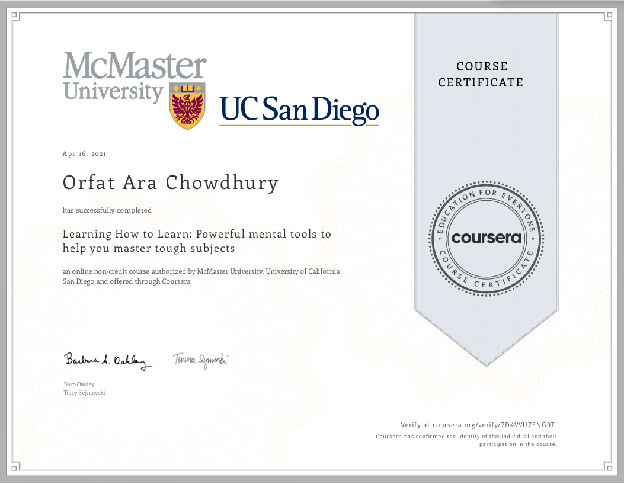 McMaster
University
UC San Diego
COURSE
CERTIFICATE
Apr 16, 2021
Orfat Ara Chowdhury
has successfully completed
Learning How to Learn: Powerful mental tools to
help you master tough subjects
an online non-credit course authorized by McMaster University, University of California
San Diego and offered through Coursera
EDUCATION FOR EVERYONE
coursera
COURSE CERTIFICATE
Barbara A. Oakley
Terrence Sejnowski
Barb Oakley
Terry Sejnowski
Verify at coursera.org/verify/
Coursera has confirmed the identity of this individual and their
participation in the course.